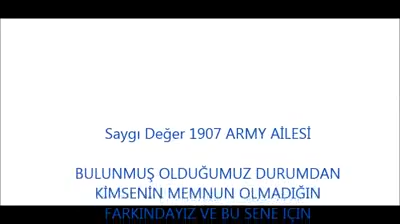 Saygı Değer 1907 ARMY AİLESİ
BULUNMUŞ OLDUĞUMUZ DURUMDAN
KİMSENİN MEMNUN OLMADIĞIN
FARKINDAYIZ VE BU SENE İÇİN